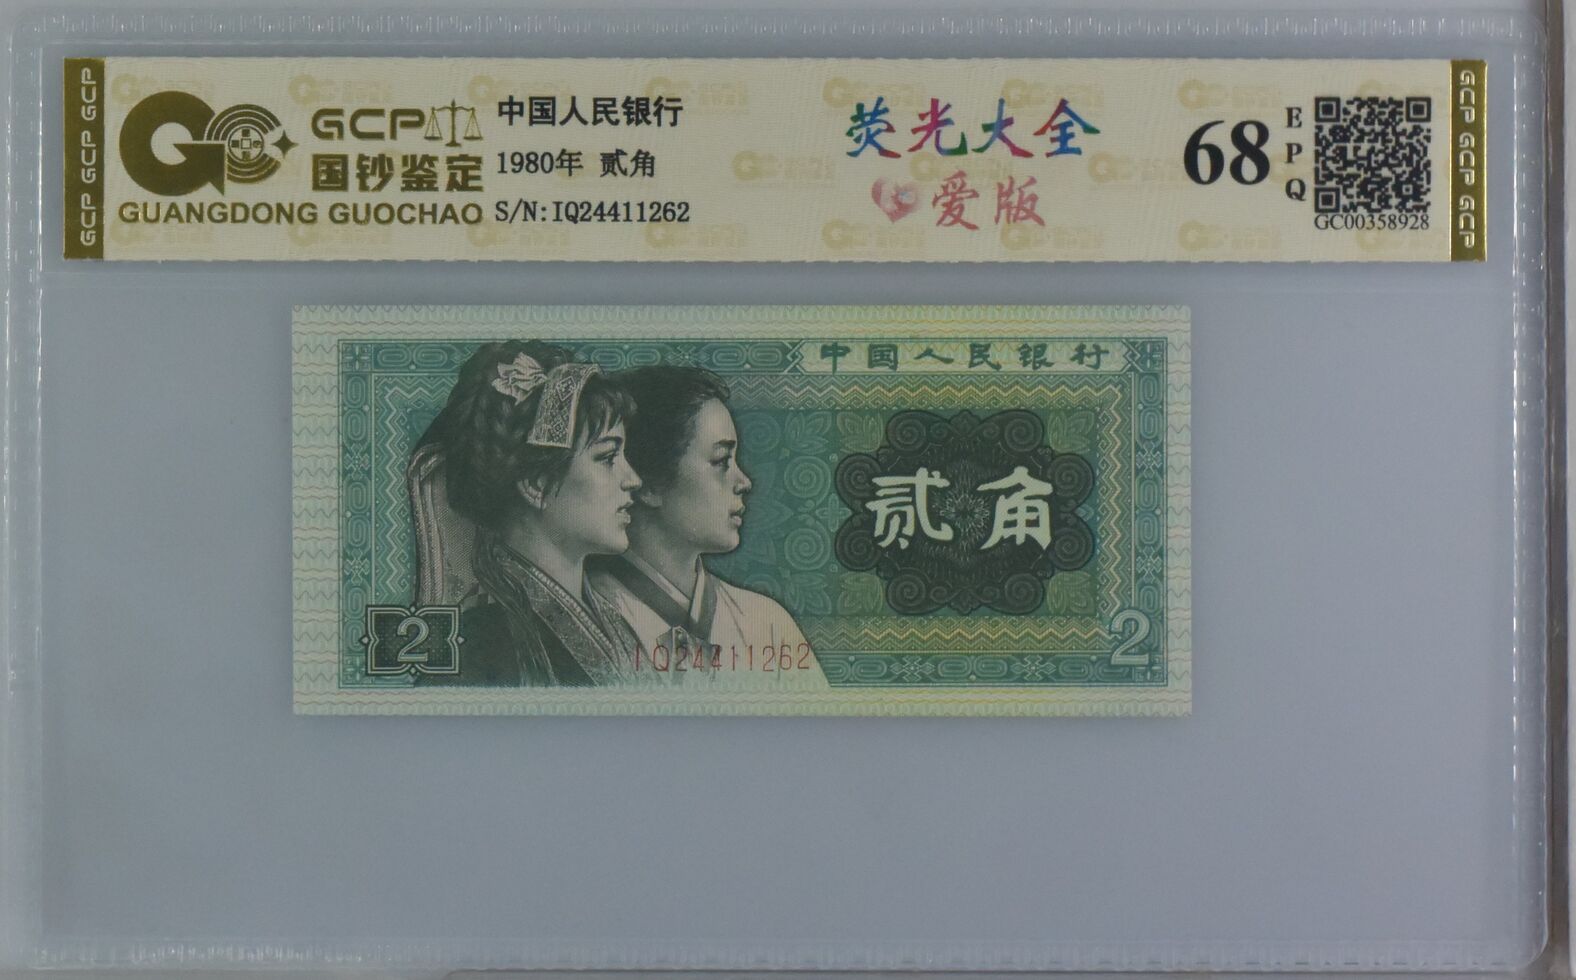 GCP GCP GCP
GCP
国钞鉴定
GUANGDONG GUOCHAO
中国人民银行
1980年 贰角
S/N:IQ24411262
荧光大全
爱版
68
EPQ
GC00358928
GCP GCP GCP
中国人民银行
贰角
2
IQ24411262
2